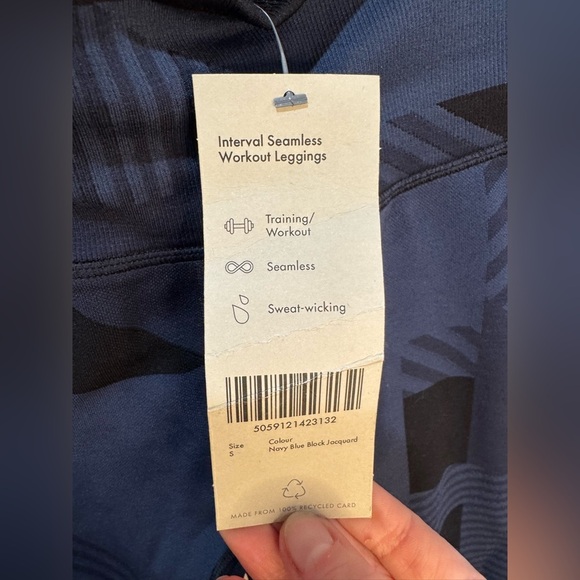 Interval Seamless
Workout Leggings
Training/
Workout
Seamless
Sweat-wicking
5059121423132
Size
S
Colour
Navy Blue Block Jacquard
MADE FROM 100% RECYCLED CARD